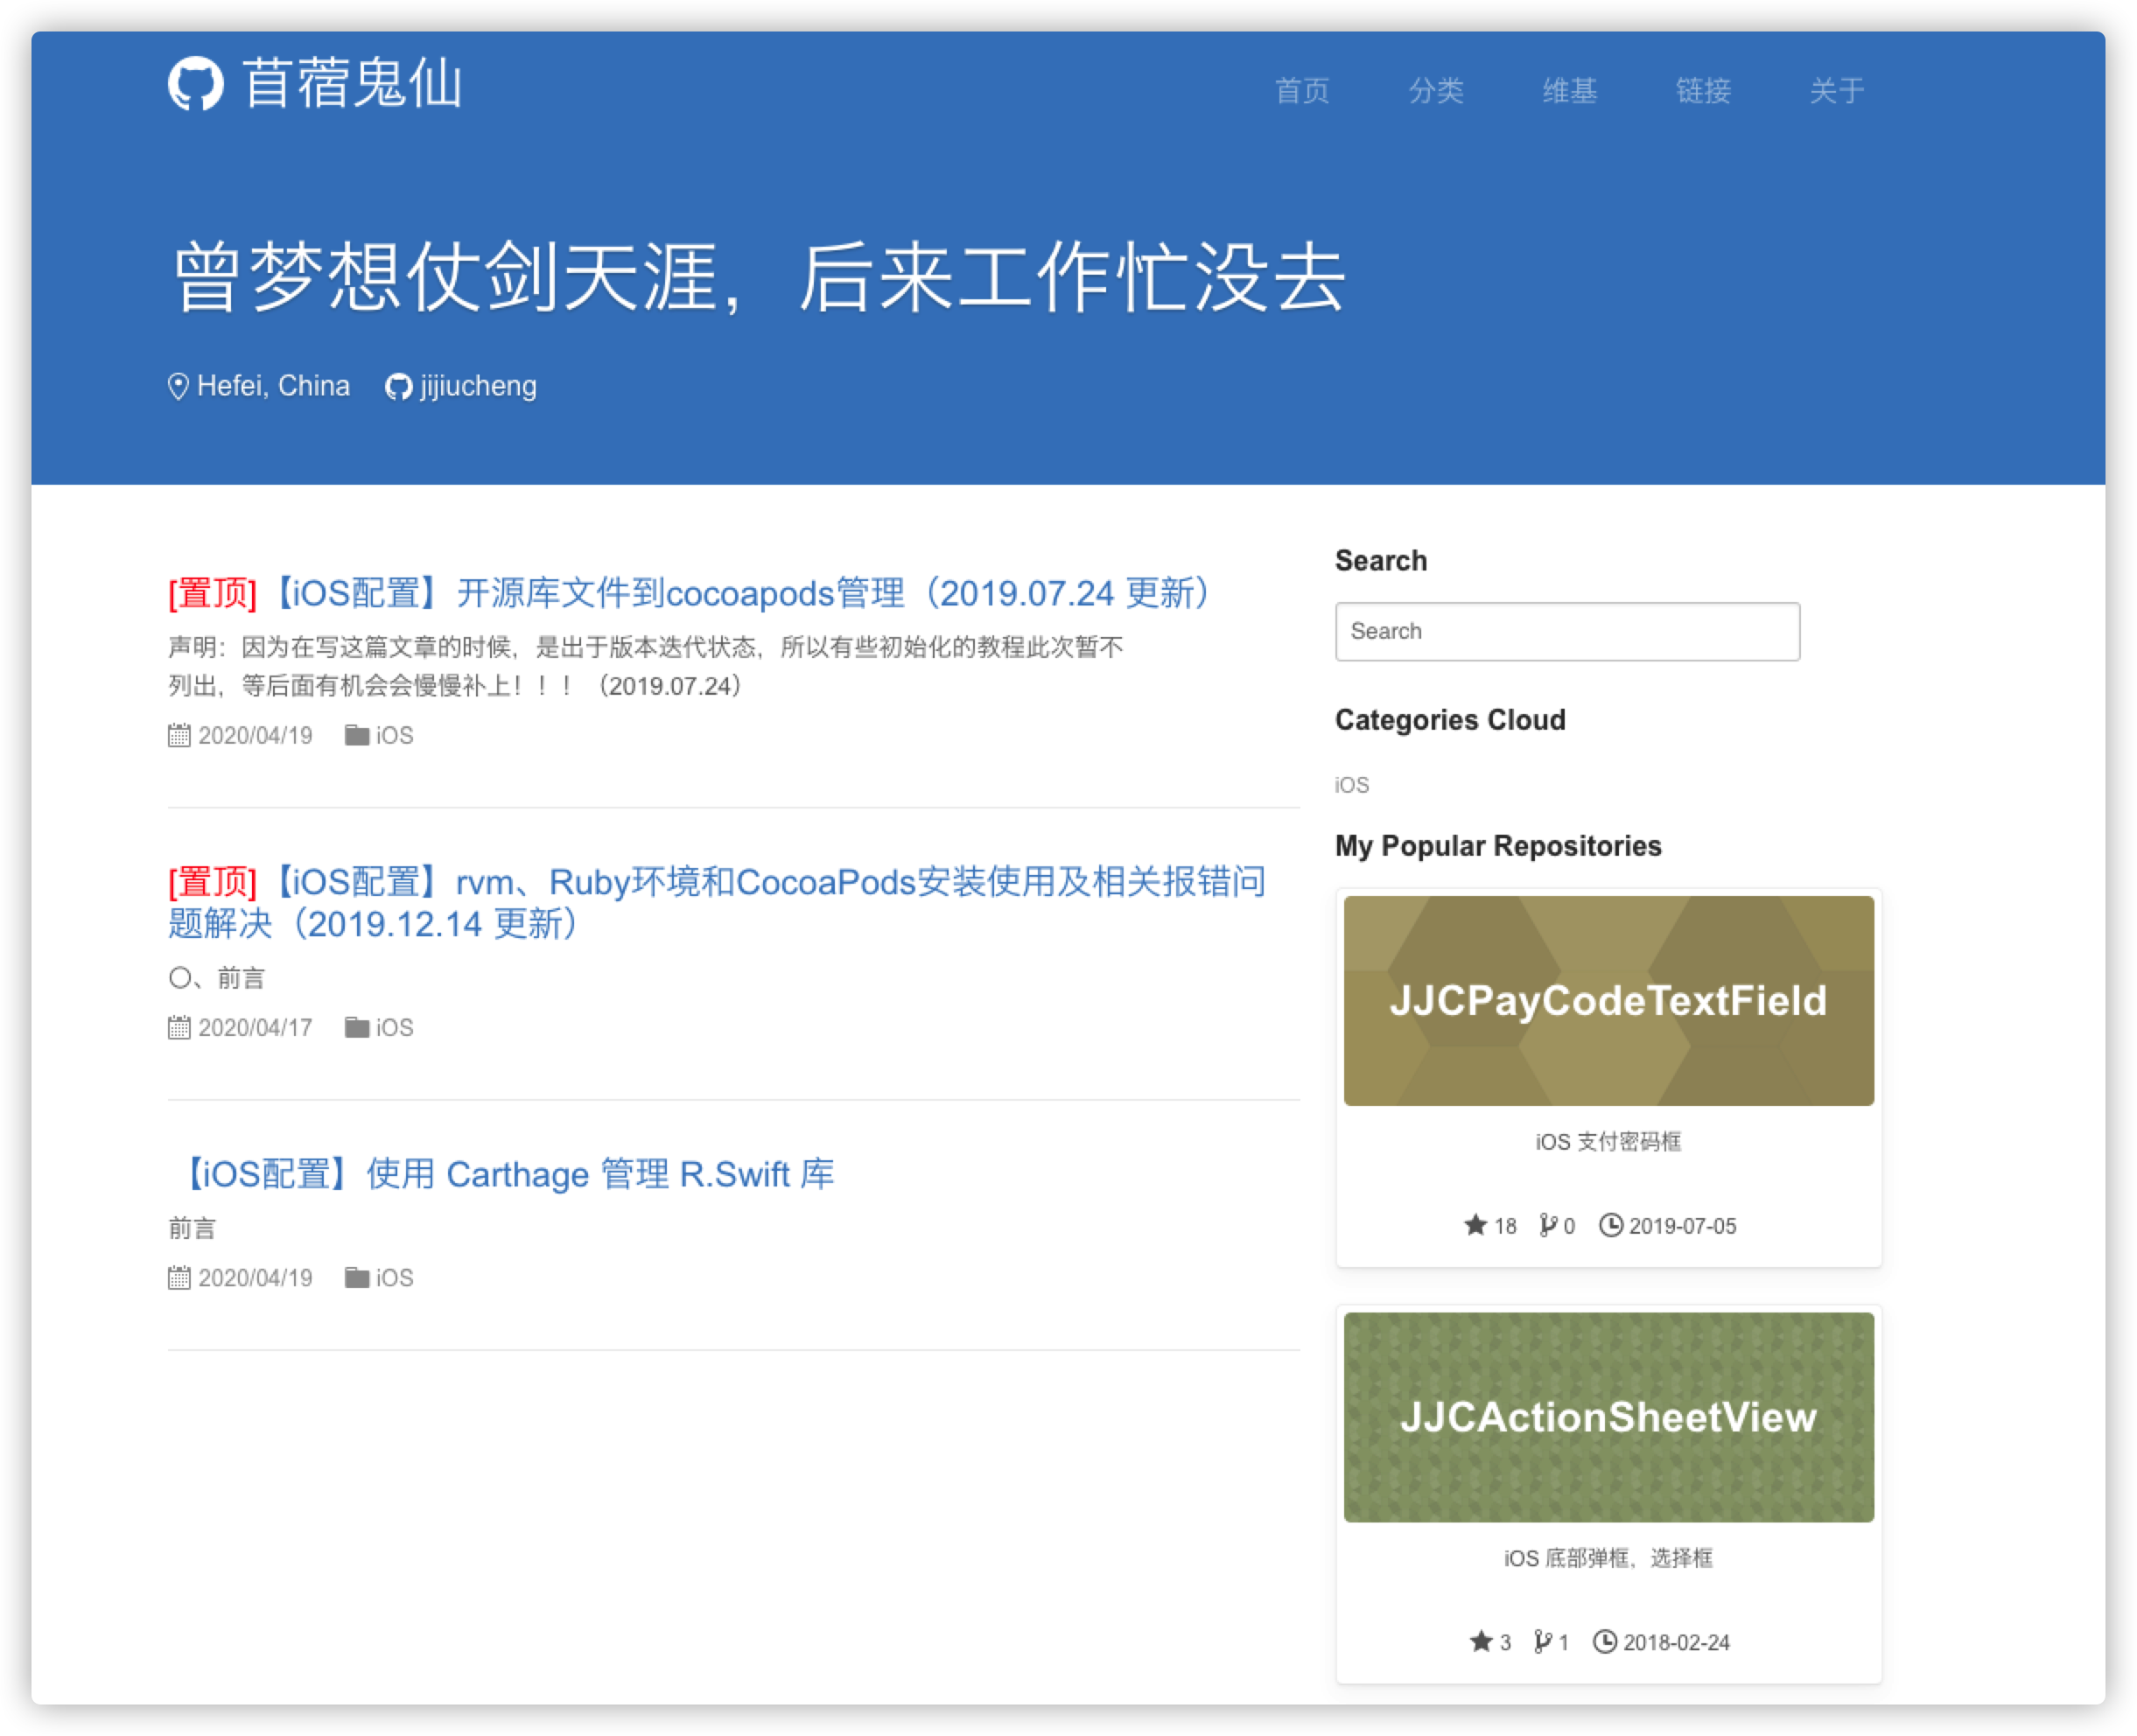 苜蓿鬼仙
首页 分类 维基 链接 关于
曾梦想仗剑天涯，后来工作忙没去
Hefei, China jijiucheng
[置顶]【iOS配置】开源库文件到cocoapods管理（2019.07.24 更新）
声明：因为在写这篇文章的时候，是出于版本迭代状态，所以有些初始化的教程此次暂不
列出，等后面有机会会慢慢补上！！！（2019.07.24）
2020/04/19 iOS
[置顶]【iOS配置】rvm、Ruby环境和CocoaPods安装使用及相关报错问
题解决（2019.12.14 更新）
〇、前言
2020/04/17 iOS
【iOS配置】使用 Carthage 管理 R.Swift 库
前言
2020/04/19 iOS
Search
Search
Categories Cloud
iOS
My Popular Repositories
JJCPayCodeTextField
iOS 支付密码框
18 0 2019-07-05
JJCActionSheetView
iOS 底部弹框，选择框
3 1 2018-02-24